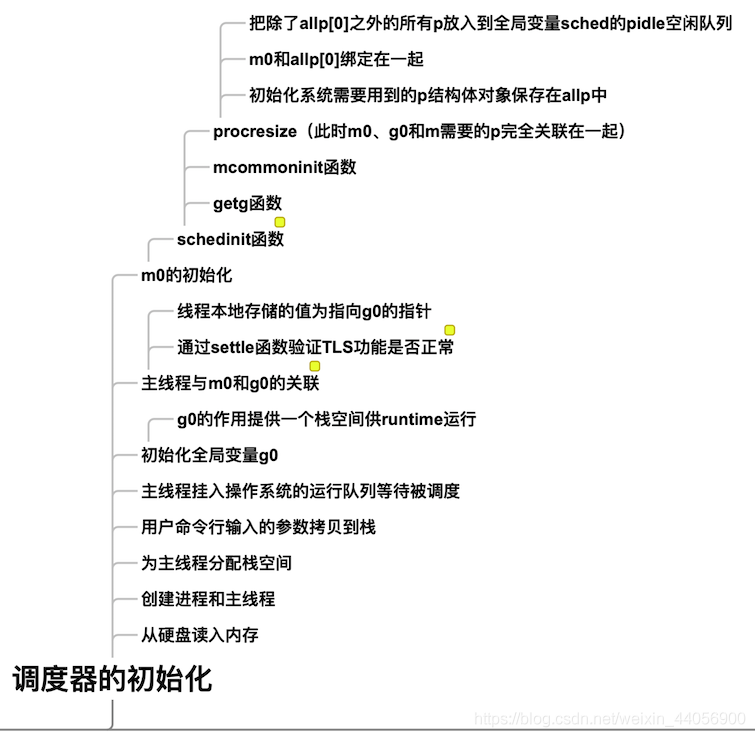 把除了allp[0]之外的所有p放入到全局变量sched的pidle空闲队列
m0和allp[0]绑定在一起
初始化系统需要用到的p结构体对象保存在allp中
procresize（此时m0、g0和m需要的p完全关联在一起）
mcommoninit函数
getg函数
schedinit函数
m0的初始化
线程本地存储的值为指向g0的指针
通过settle函数验证TLS功能是否正常
主线程与m0和g0的关联
g0的作用提供一个栈空间供runtime运行
初始化全局变量g0
主线程挂入操作系统的运行队列等待被调度
用户命令行输入的参数拷贝到栈
为主线程分配栈空间
创建进程和主线程
从硬盘读入内存
调度器的初始化
https://blog.csdn.net/weixin_44056900